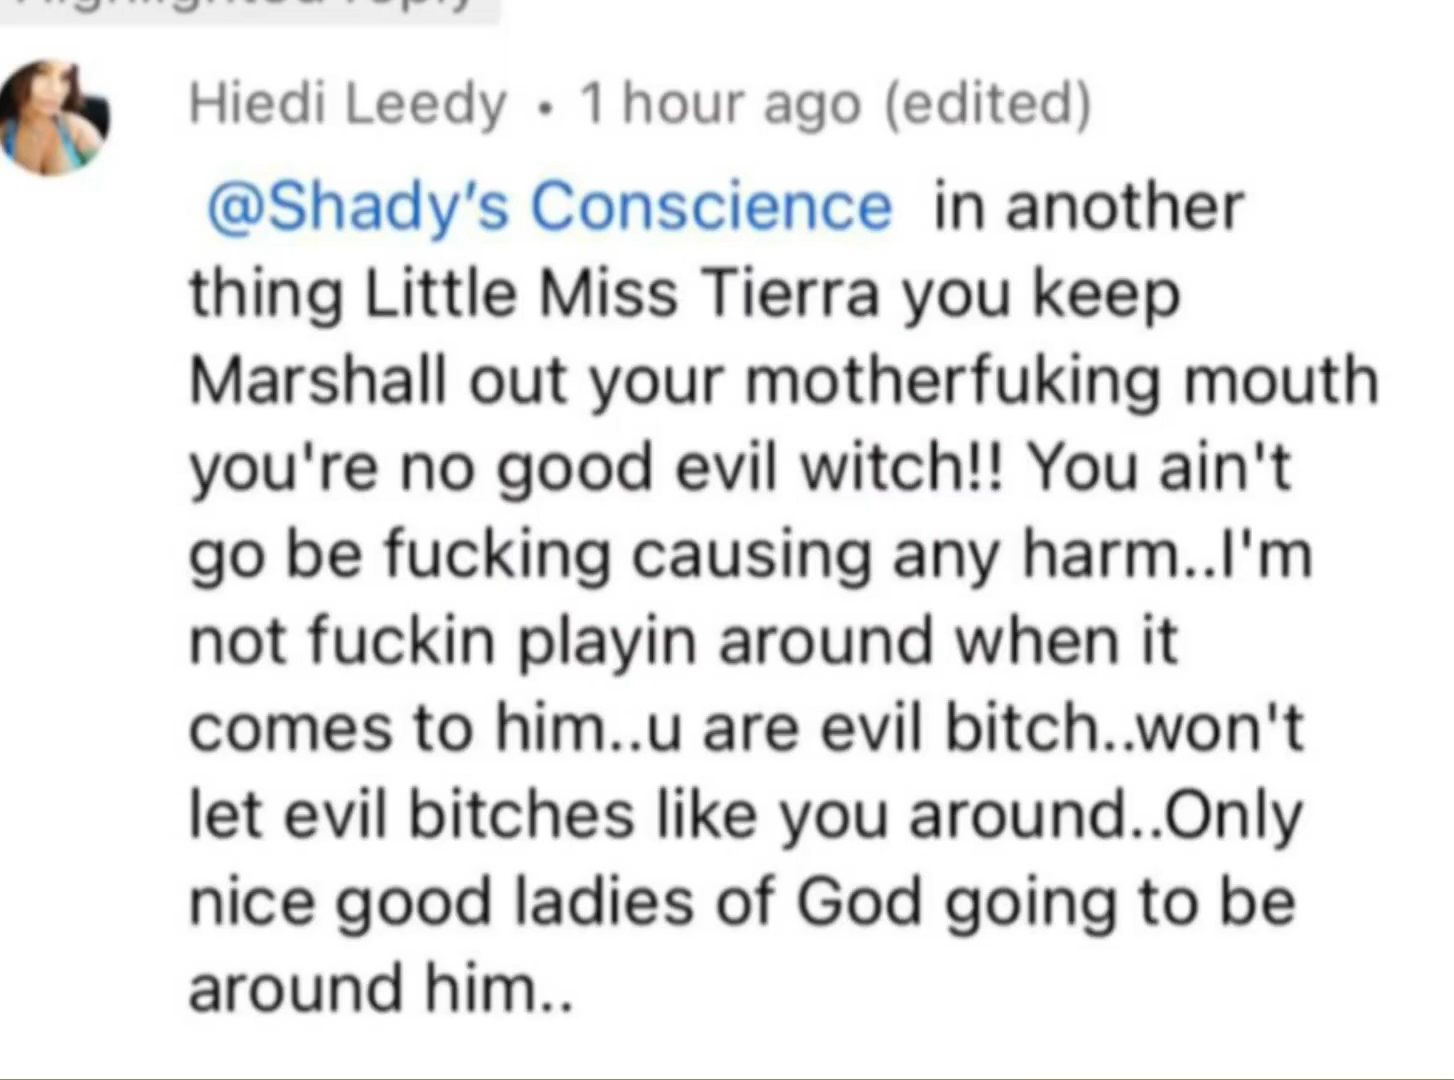 Highlighted reply
Hiedi Leedy • 1 hour ago (edited)
@Shady’s Conscience in another
thing Little Miss Tierra you keep
Marshall out your motherfuking mouth
you're no good evil witch!! You ain't
go be fucking causing any harm..I'm
not fuckin playin around when it
comes to him..u are evil bitch..won't
let evil bitches like you around..Only
nice good ladies of God going to be
around him..